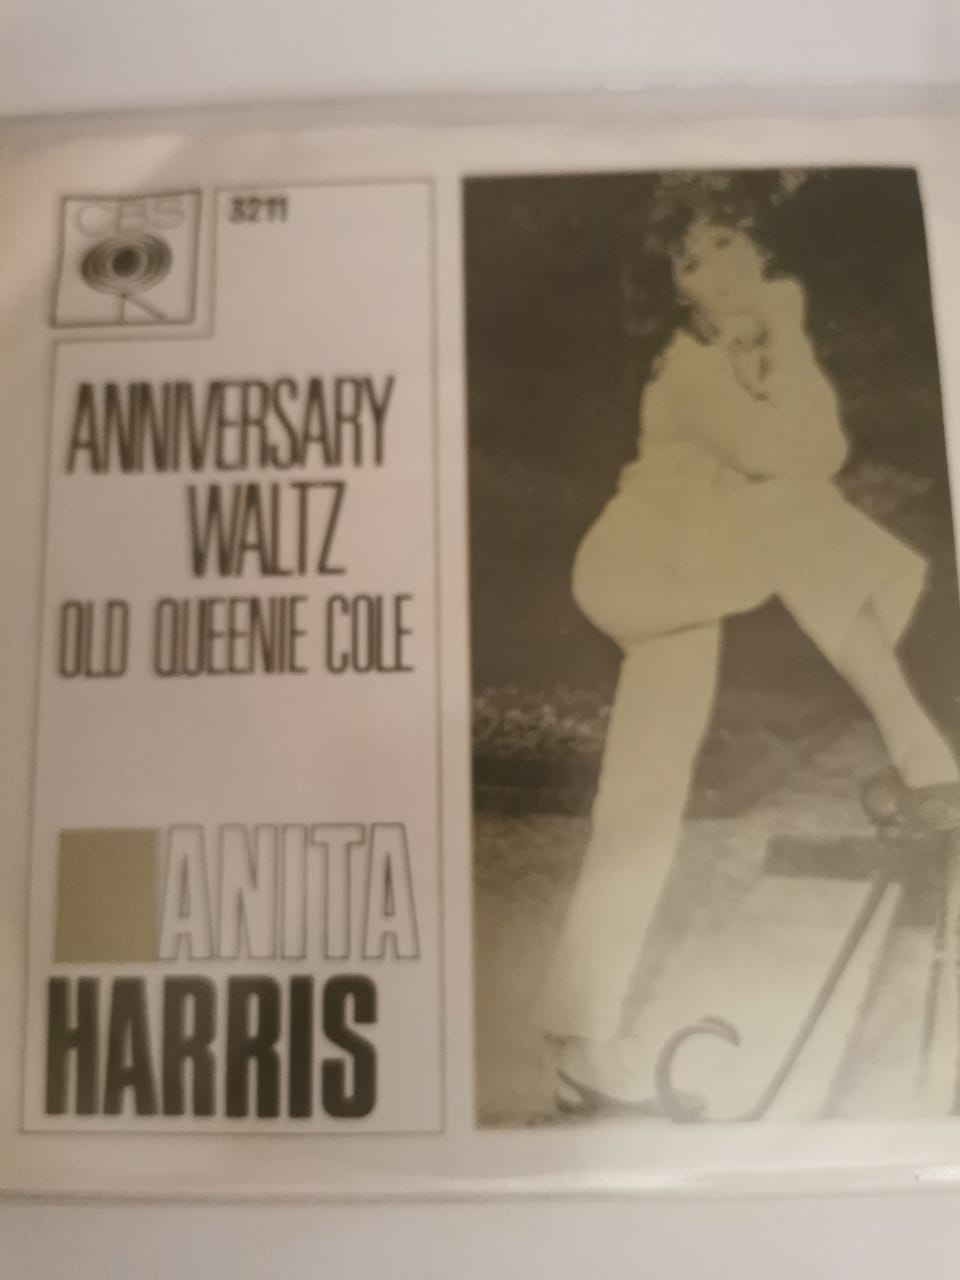 CBS
3211
ANNIVERSARY
WALTZ
OLD QUEENIE COLE
ANITA
HARRIS